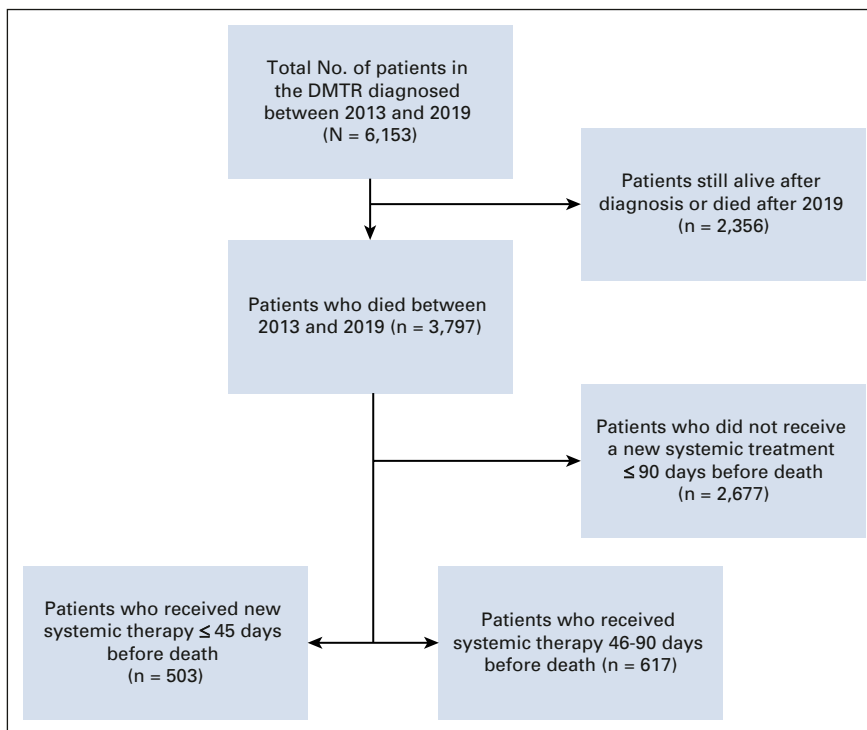 Total No. of patients in
the DMTR diagnosed
between 2013 and 2019
(N = 6,153)
Patients still alive after
diagnosis or died after 2019
(n = 2,356)
Patients who died between
2013 and 2019 (n = 3,797)
Patients who did not receive
a new systemic treatment
≤ 90 days before death
(n = 2,677)
Patients who received new
systemic therapy ≤ 45 days
before death
(n = 503)
Patients who received
systemic therapy 46-90 days
before death (n = 617)